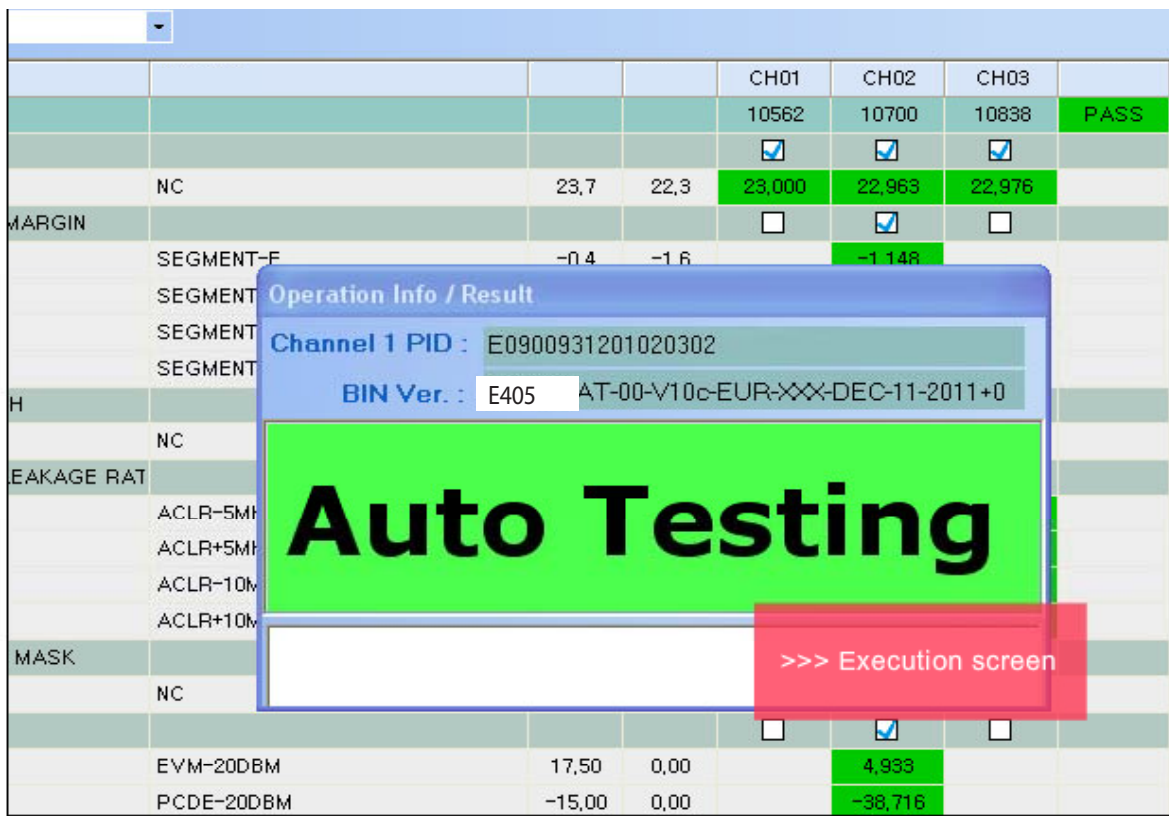 CH01 CH02 CH03
10562 10700 10838 PASS
NC 23,7 22,3 23,000 22,963 22,976
MARGIN
SEGMENT-E -0,4 -1,6 -1,148
SEGMENT
SEGMENT
SEGMENT
Operation Info / Result
Channel 1 PID : E0900931201020302
BIN Ver. : E405 AT-00-V10c-EUR-XXX-DEC-11-2011+0
H
NC
EAKAGE RAT
Auto Testing
ACLR-5MH
ACLR+5MH
ACLR-10M
ACLR+10M
MASK
>>> Execution screen
NC
EVM-20DBM 17,50 0,00 4,933
PCDE-20DBM -15,00 0,00 -38,716